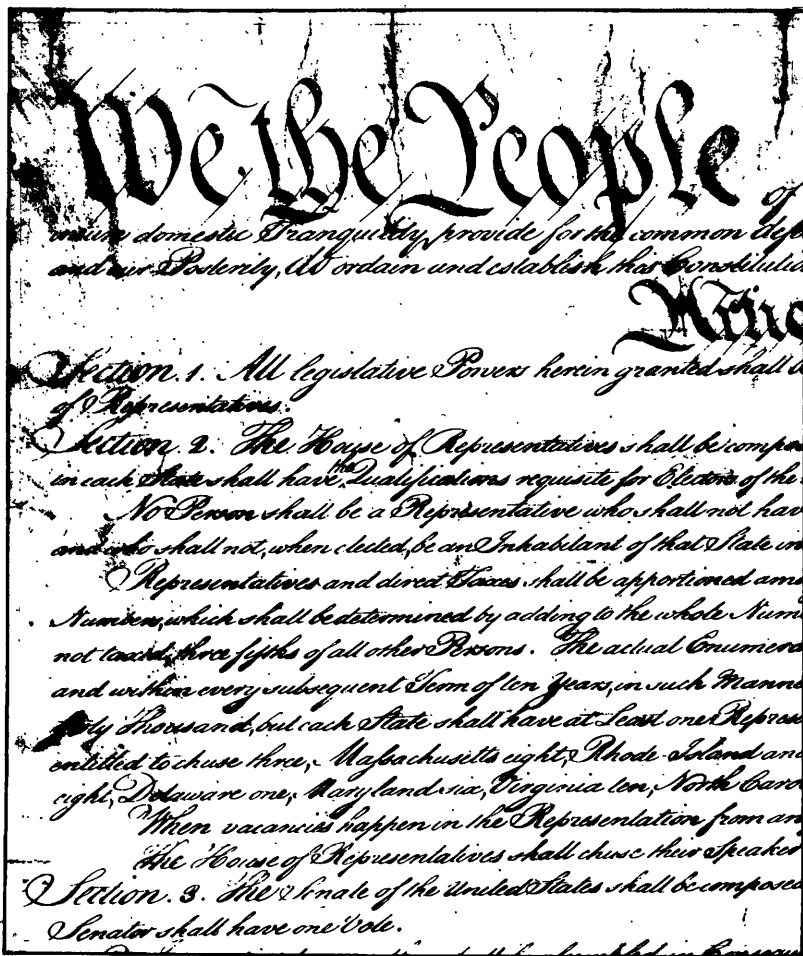 We the People of
insure domestic Tranquility, provide for the common defe
and our Posterity, do ordain and establish this Constitutio
Artic
Section. 1. All legislative Powers herein granted shall be
of Representatives.
Section. 2. The House of Representatives shall be compo
in each State shall have the Qualifications requisite for Electors of the
No Person shall be a Representative who shall not hav
and who shall not, when elected, be an Inhabitant of that State in
Representatives and direct Taxes shall be apportioned amo
Numbers, which shall be determined by adding to the whole Num
not taxed, three fifths of all other Persons. The actual Enumera
and within every subsequent Term of ten Years, in such Manne
Thousand, but each State shall have at Least one Repres
entitled to chuse three, Massachusetts eight, Rhode-Island and
eight, Delaware one, Maryland six, Virginia ten, North Caro
When vacancies happen in the Representation from an
The House of Representatives shall chuse their Speaker
Section. 3. The Senate of the United States shall be composed
Senator shall have one Vote.